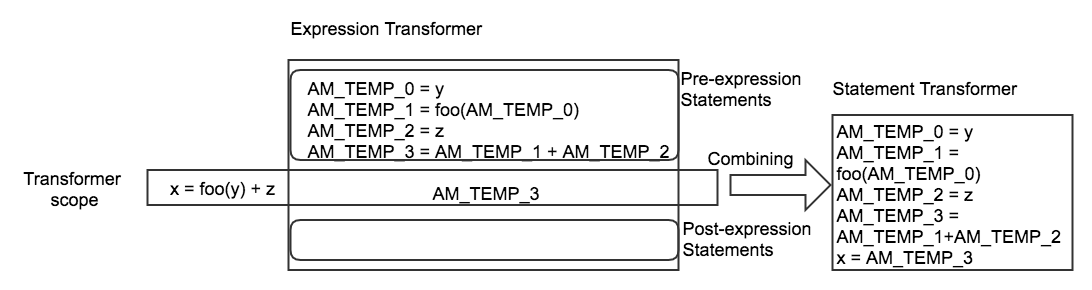 Expression Transformer
AM_TEMP_0 = y
AM_TEMP_1 = foo(AM_TEMP_0)
AM_TEMP_2 = z
AM_TEMP_3 = AM_TEMP_1 + AM_TEMP_2
Pre-expression
Statements
Transformer
scope
x = foo(y) + z
AM_TEMP_3
Post-expression
Statements
Combining
Statement Transformer
AM_TEMP_0 = y
AM_TEMP_1 =
foo(AM_TEMP_0)
AM_TEMP_2 = z
AM_TEMP_3 =
AM_TEMP_1+AM_TEMP_2
x = AM_TEMP_3